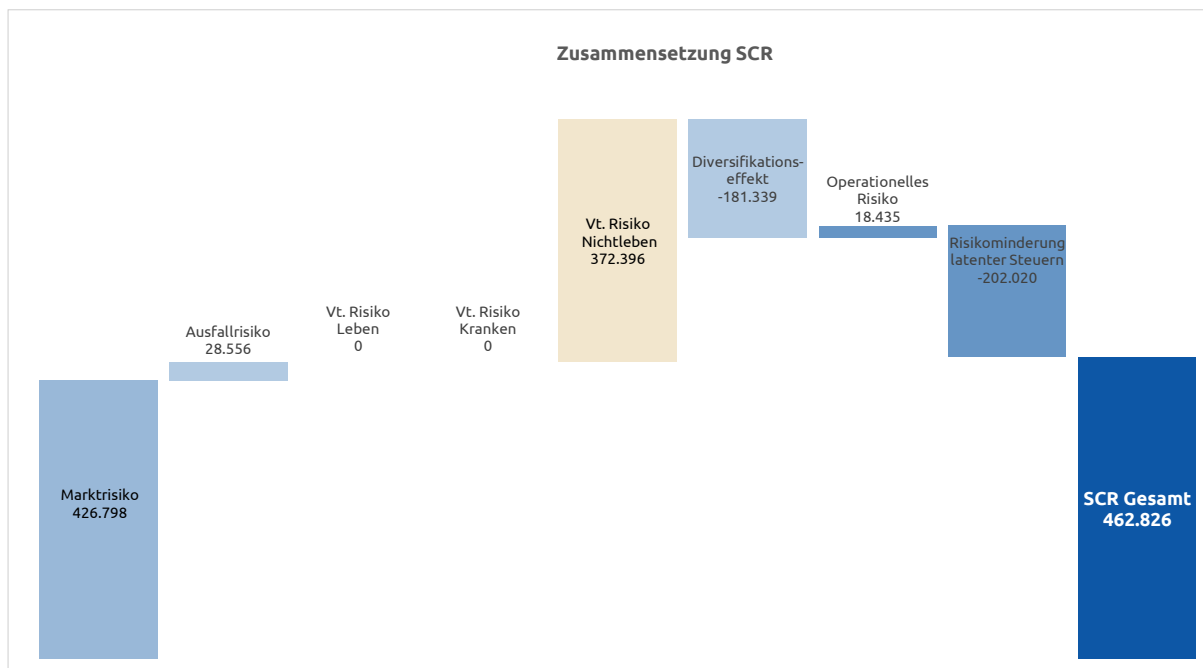 Zusammensetzung SCR
Marktrisiko
426.798
Ausfallrisiko
28.556
Vt. Risiko
Leben
0
Vt. Risiko
Kranken
0
Vt. Risiko
Nichtleben
372.396
Diversifikations-
effekt
-181.339
Operationelles
Risiko
18.435
Risikominderung
latenter Steuern
-202.020
SCR Gesamt
462.826